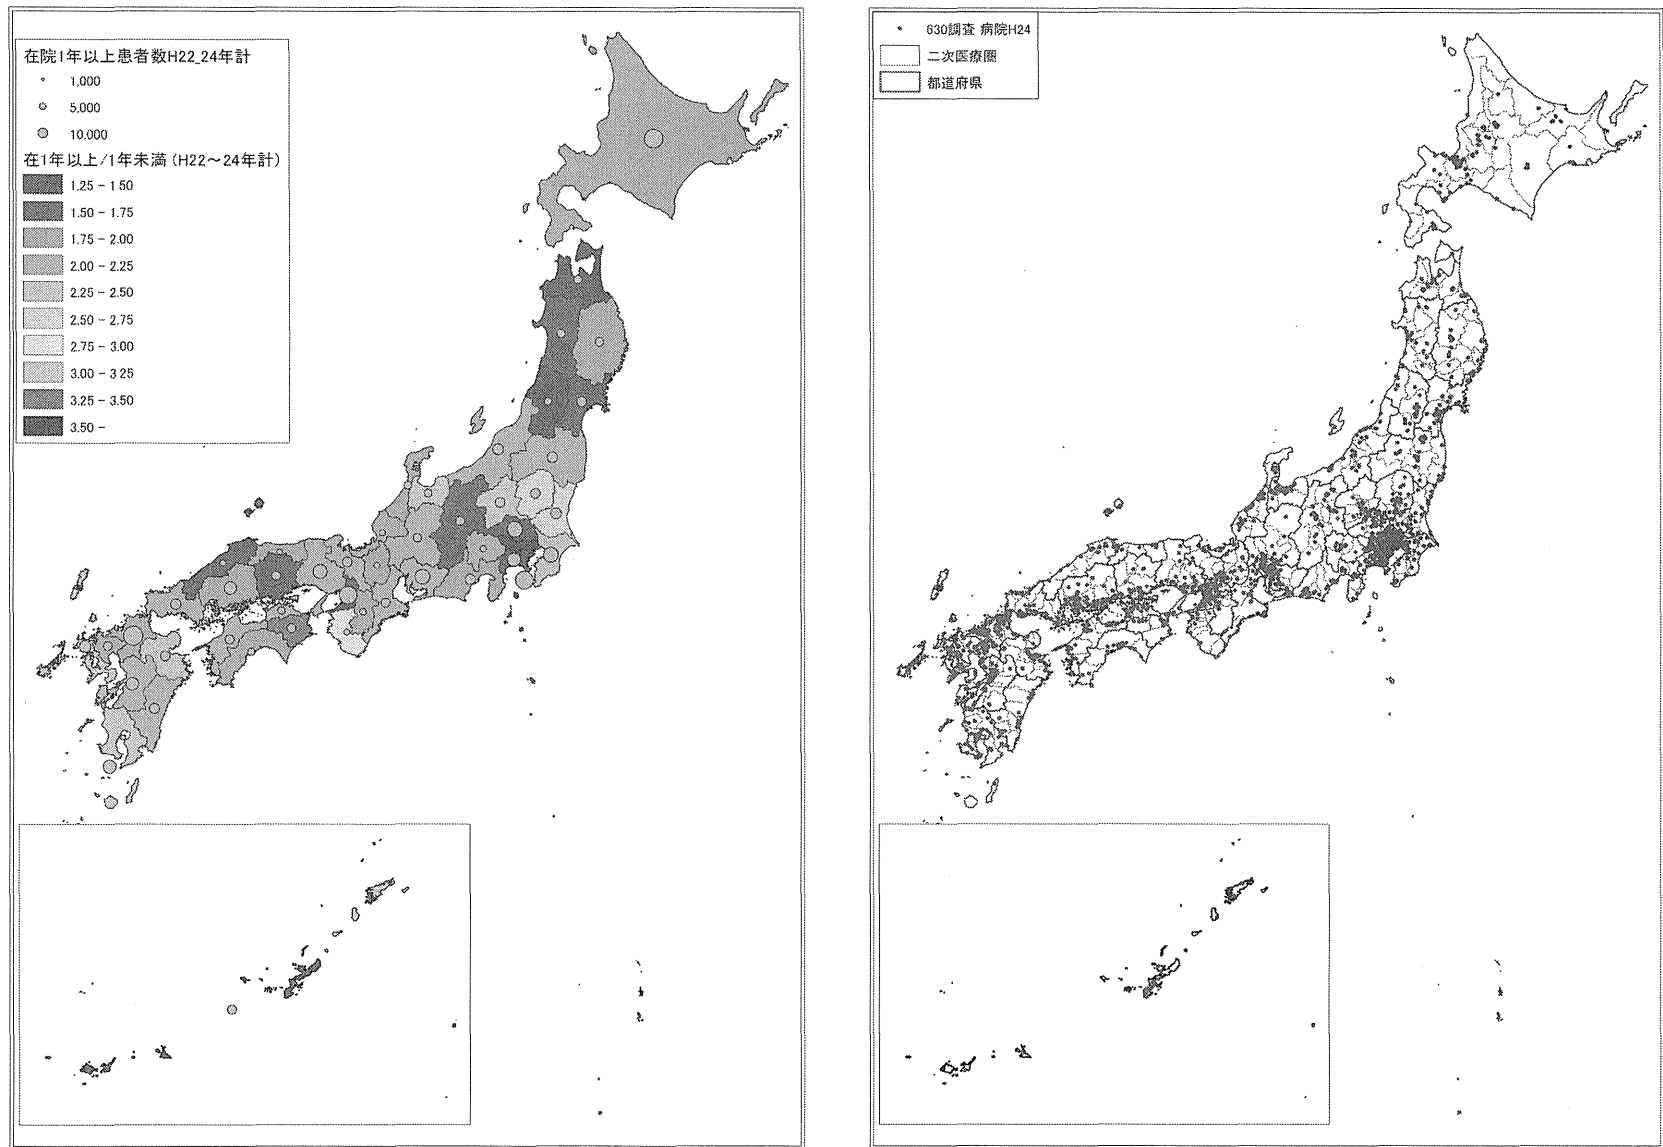 在院1年以上患者数H22_24年計
1,000
5,000
10,000
在1年以上/1年未満 (H22～24年計)
1.25 - 1.50
1.50 - 1.75
1.75 - 2.00
2.00 - 2.25
2.25 - 2.50
2.50 - 2.75
2.75 - 3.00
3.00 - 3.25
3.25 - 3.50
3.50 -
630調査 病院H24
二次医療圏
都道府県